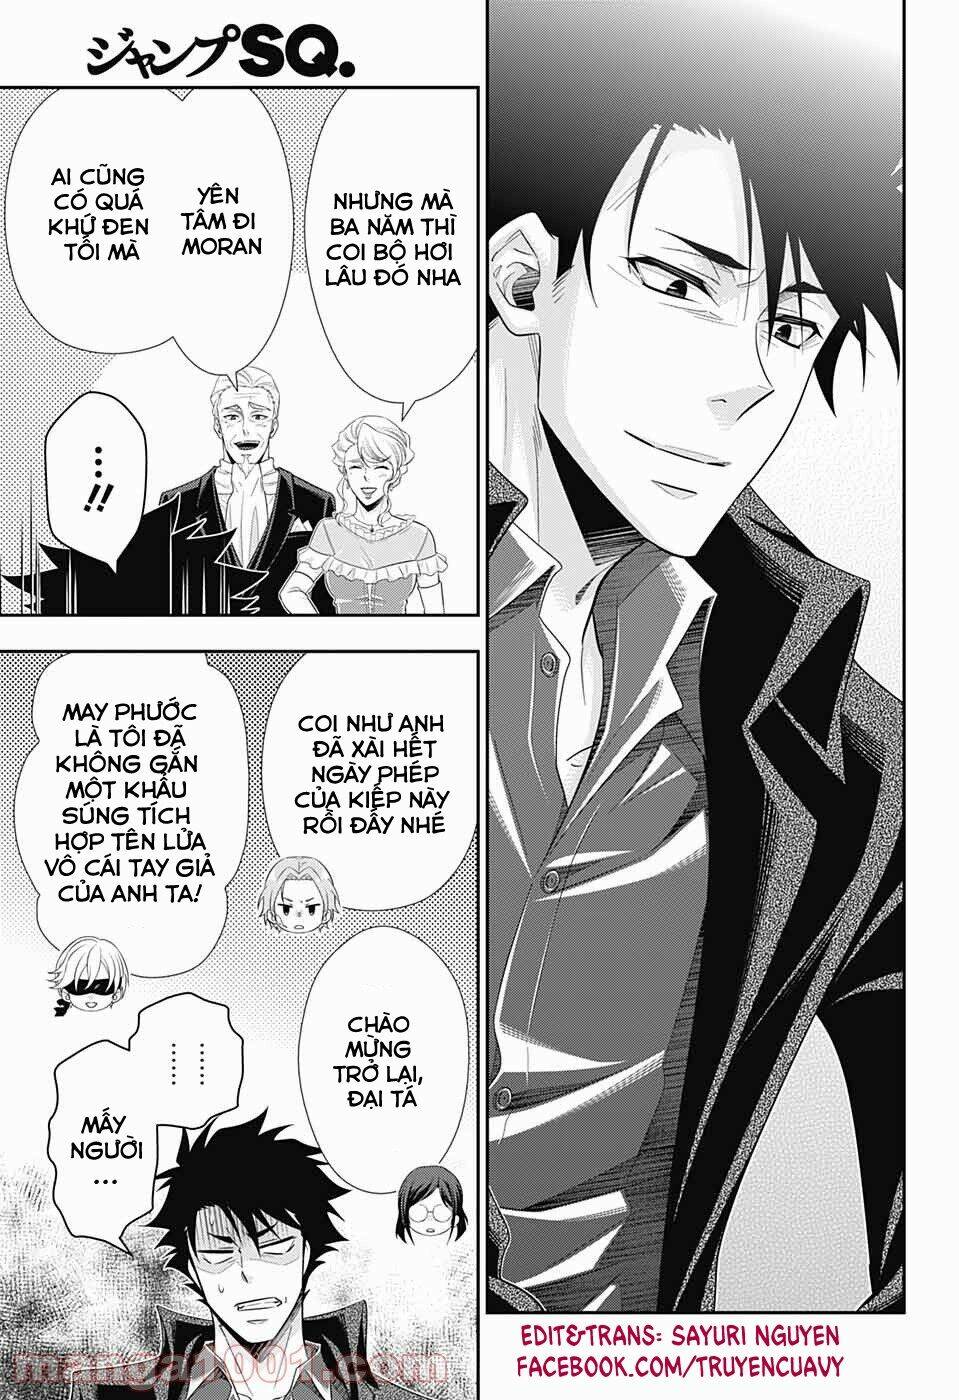 ジャンプSQ.
NHƯNG MÀ
BA NĂM THÌ
COI BỘ HƠI
LÂU ĐÓ NHA
YÊN
TÂM ĐI
MORAN
AI CŨNG
CÓ QUÁ
KHỨ ĐEN
TỐI MÀ
...!!
COI NHƯ ANH
ĐÃ XÀI HẾT
NGÀY PHÉP
CỦA KIẾP NÀY
RỒI ĐẤY NHÉ
MAY PHƯỚC
LÀ TÔI ĐÃ
KHÔNG GẮN
MỘT KHẨU
SÚNG TÍCH
HỢP TÊN LỬA
VÔ CÁI TAY GIẢ
CỦA ANH TA!
CHÀO
MỪNG
TRỞ LẠI,
ĐẠI TÁ
......
MẤY
NGƯỜI
...
EDIT&TRANS: SAYURI NGUYEN
FACEBOOK.COM/TRUYENCUAVY
manga1001.com